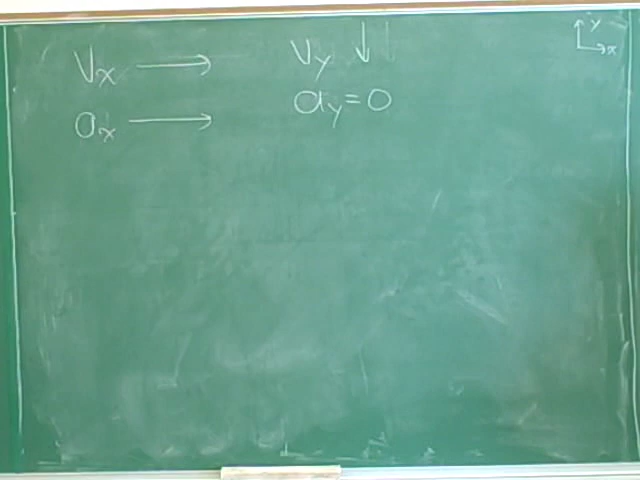 Vx → Vy ↓
ax → ay=0
y
x